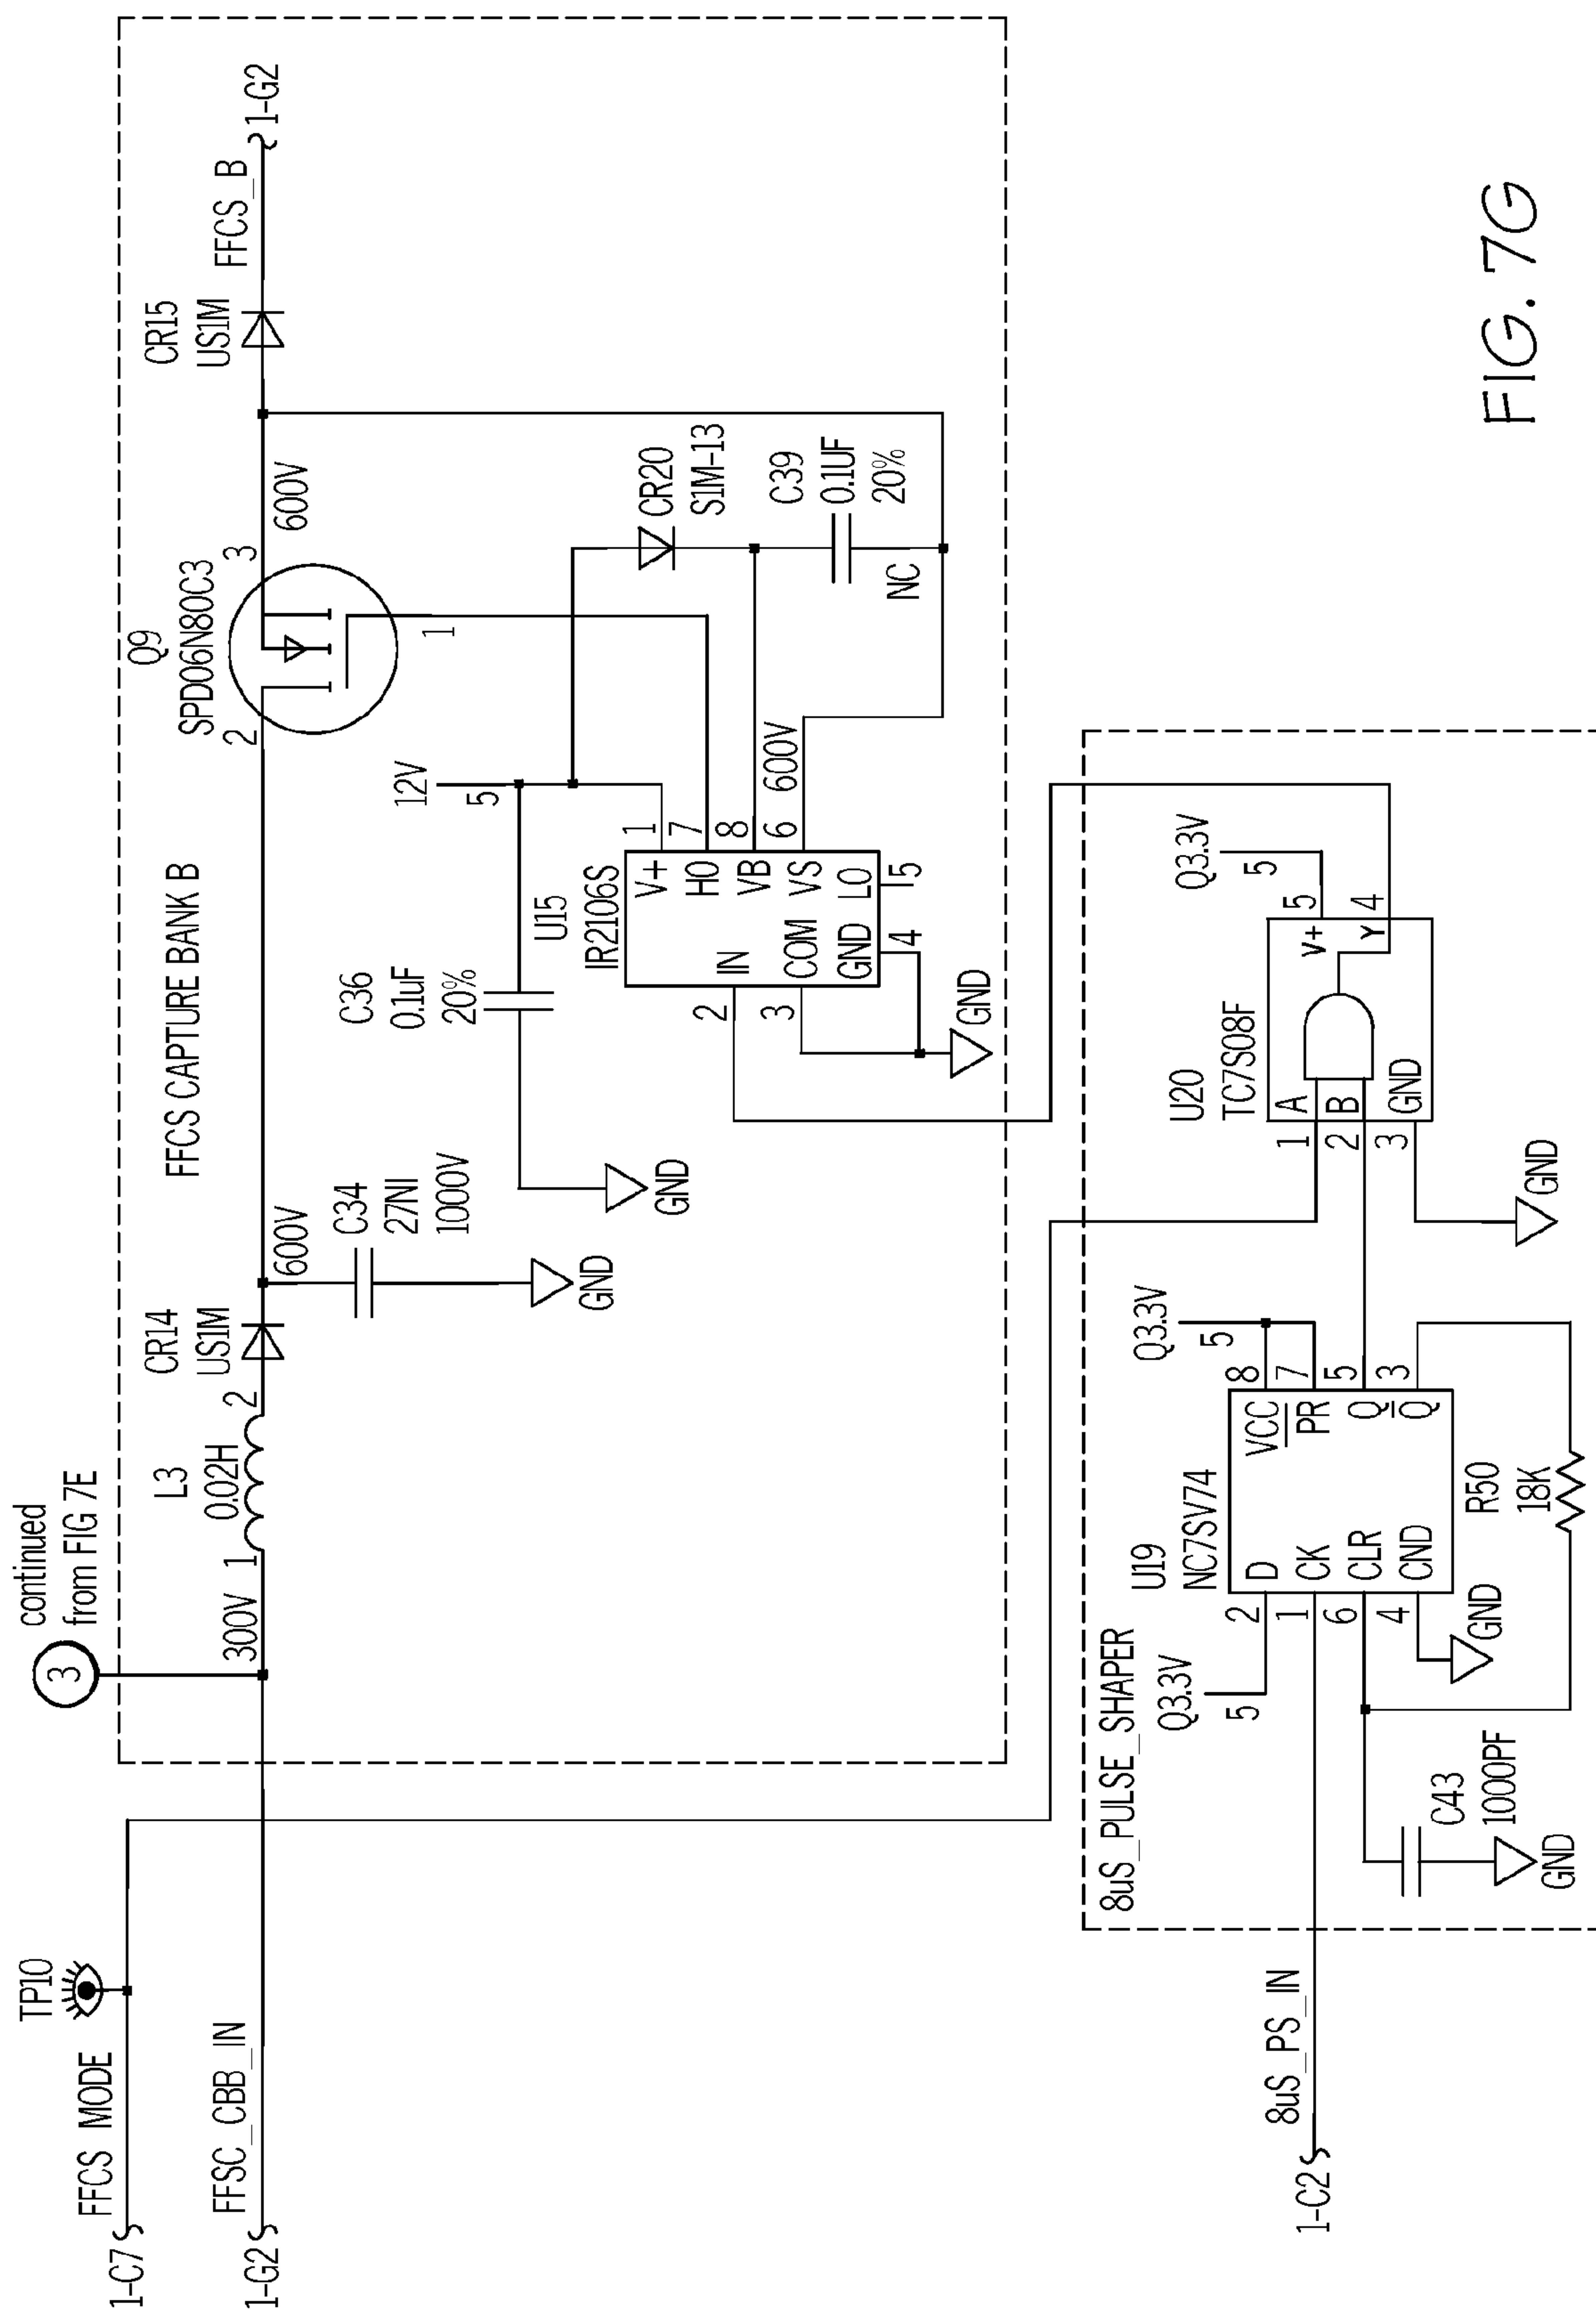 continued
from FIG 7E
3
TP10
FFCS MODE
1-C7
FFSC_CBB_IN
1-G2
300V
1
L3
0.02H
2
CR14
US1M
600V
C34
27NI
1000V
GND
FFCS CAPTURE BANK B
Q9
SPD06N80C3
2
3
1
600V
CR15
US1M
FFCS_B
1-G2
12V
5
C36
0.1uF
20%
GND
U15
IR2106S
V+
HO
VB
VS
LO
IN
COM
GND
1
7
8
6
5
2
3
4
600V
GND
CR20
S1M-13
C39
0.1UF
20%
NC
8uS_PULSE_SHAPER
8uS_PS_IN
1-C2
Q3.3V
5
U19
NC7SV74
D
CK
CLR
CND
VCC
PR
Q
Q
2
1
6
4
8
7
5
3
GND
Q3.3V
5
R50
18K
C43
1000PF
GND
U20
TC7S08F
A
B
GND
V+
Y
1
2
3
5
4
Q3.3V
5
GND
FIG. 7G